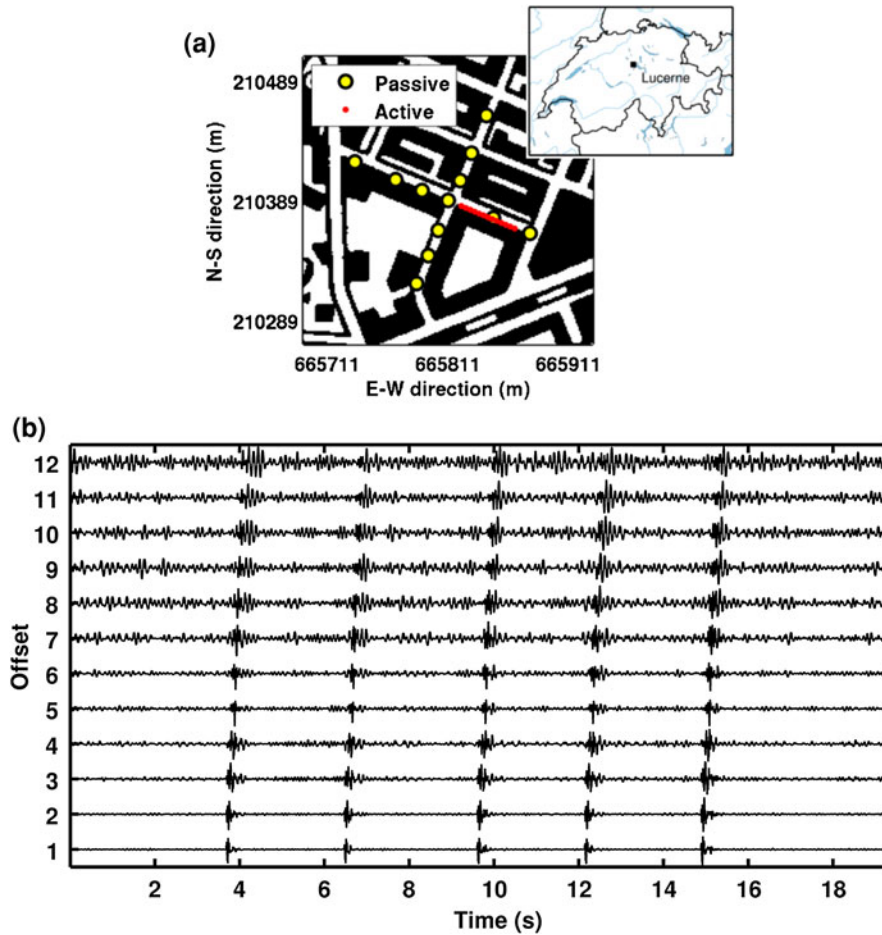 (a)
Passive
Active
Lucerne
210489
210389
210289
N-S direction (m)
665711 665811 665911
E-W direction (m)
(b)
12
11
10
9
8
7
6
5
4
3
2
1
Offset
2 4 6 8 10 12 14 16 18
Time (s)